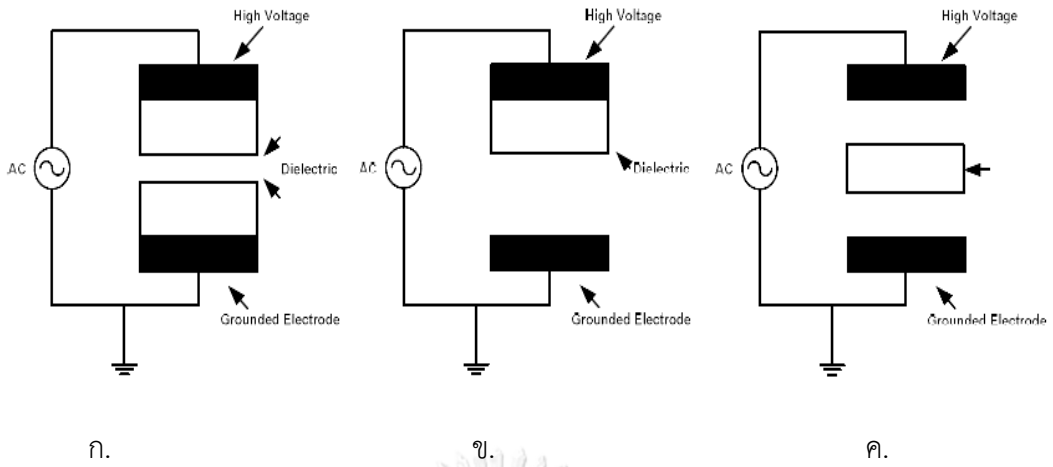 High Voltage
AC
Dielectric
Grounded Electrode
High Voltage
AC
Dielectric
Grounded Electrode
High Voltage
AC
Grounded Electrode
ก.
ข.
ค.